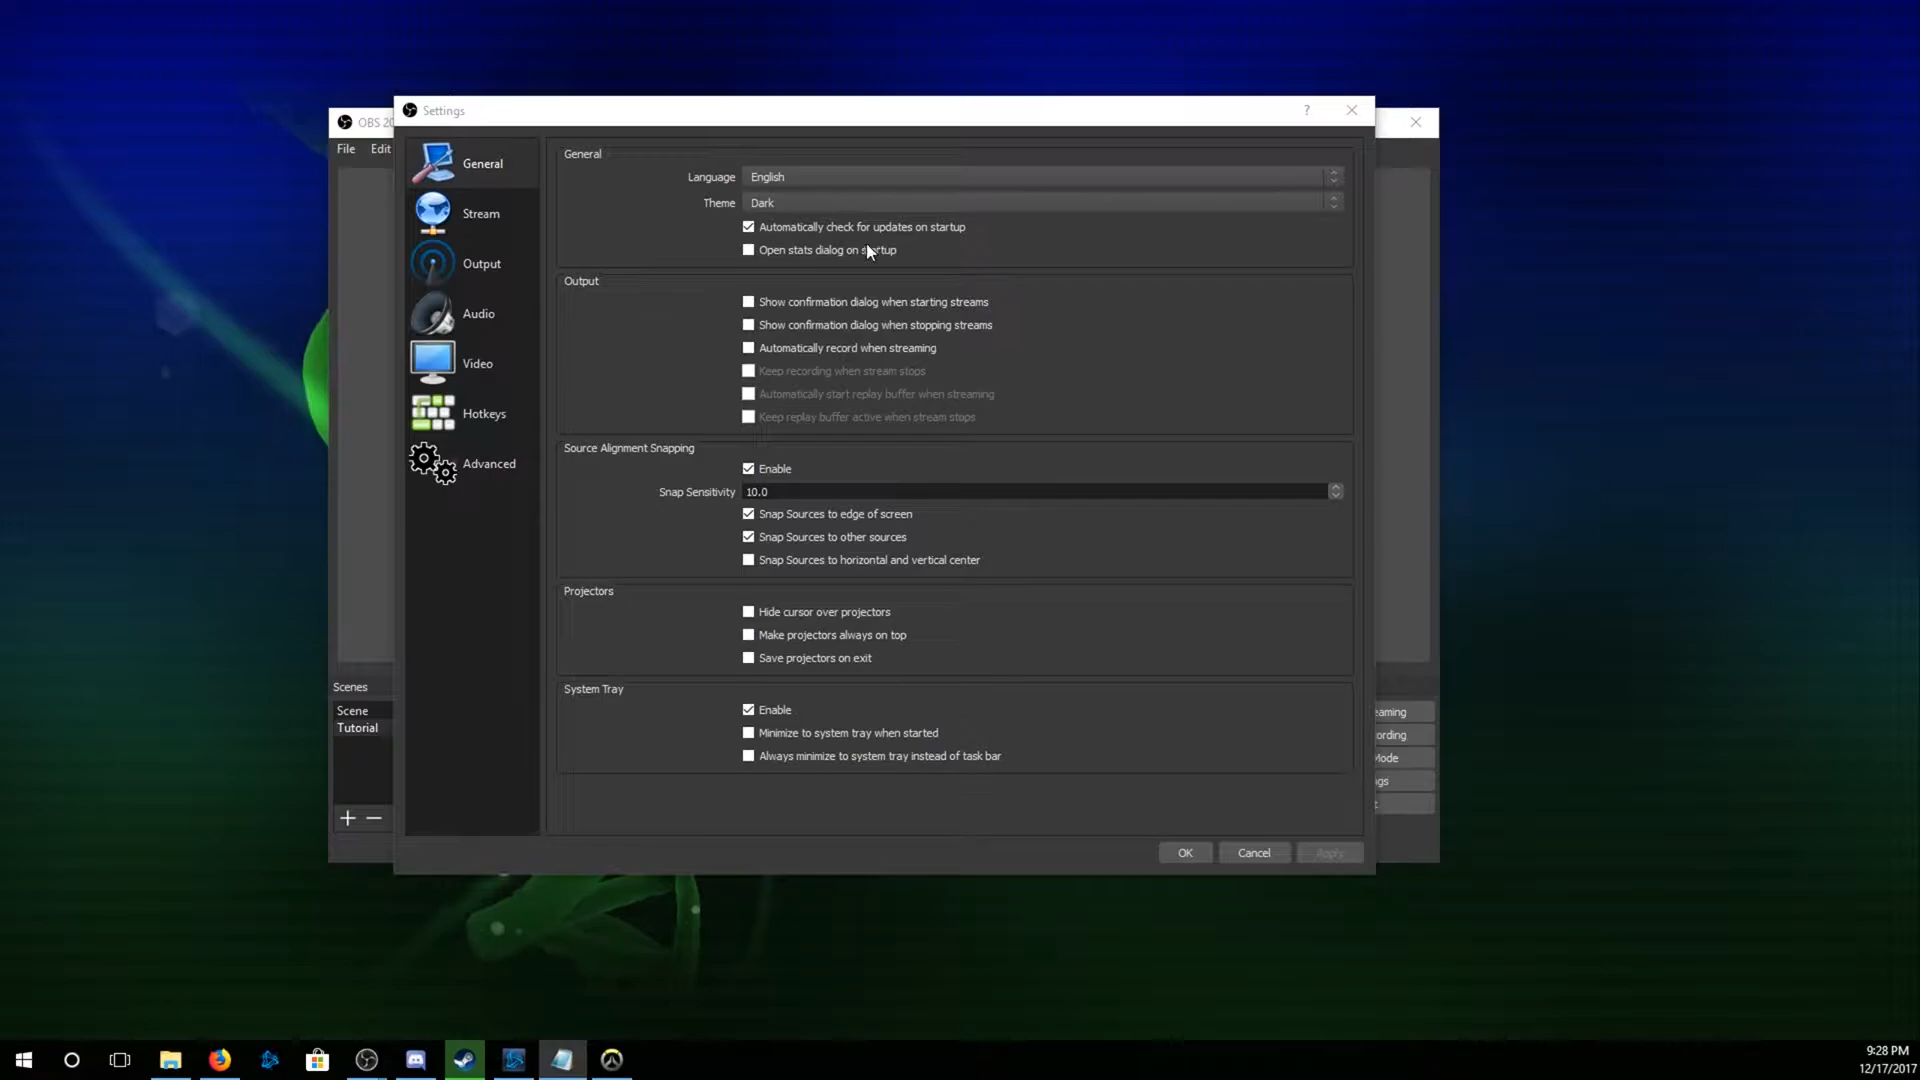 Settings
?
OBS 20
File Edit
General
Stream
Output
Audio
Video
Hotkeys
Advanced
General
Language English
Theme Dark
Automatically check for updates on startup
Open stats dialog on startup
Output
Show confirmation dialog when starting streams
Show confirmation dialog when stopping streams
Automatically record when streaming
Keep recording when stream stops
Automatically start replay buffer when streaming
Keep replay buffer active when stream stops
Source Alignment Snapping
Enable
Snap Sensitivity 10.0
Snap Sources to edge of screen
Snap Sources to other sources
Snap Sources to horizontal and vertical center
Projectors
Hide cursor over projectors
Make projectors always on top
Save projectors on exit
System Tray
Enable
Minimize to system tray when started
Always minimize to system tray instead of task bar
OK Cancel Apply
Scenes
Scene
Tutorial
eaming
ording
Mode
gs
t
9:28 PM
12/17/2017